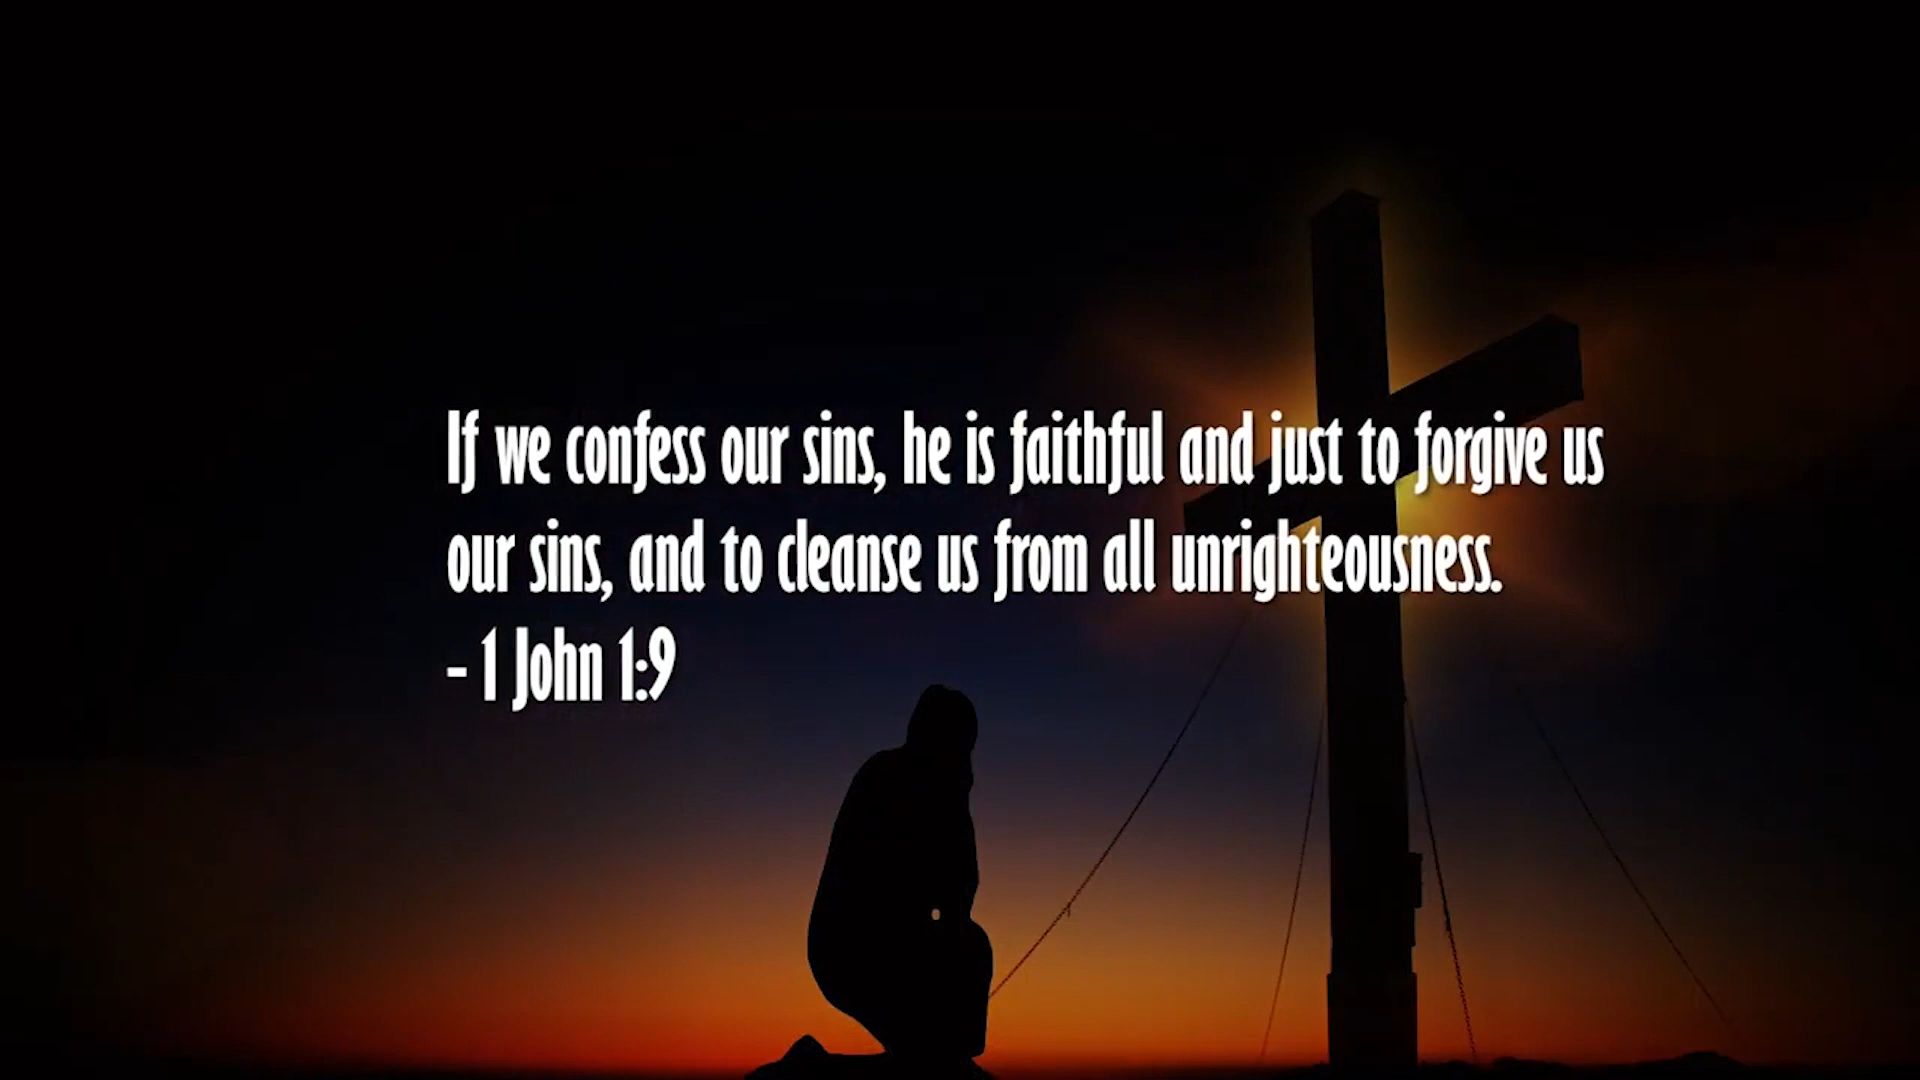 If we confess our sins, he is faithful and just to forgive us
our sins, and to cleanse us from all unrighteousness.
- 1 John 1:9